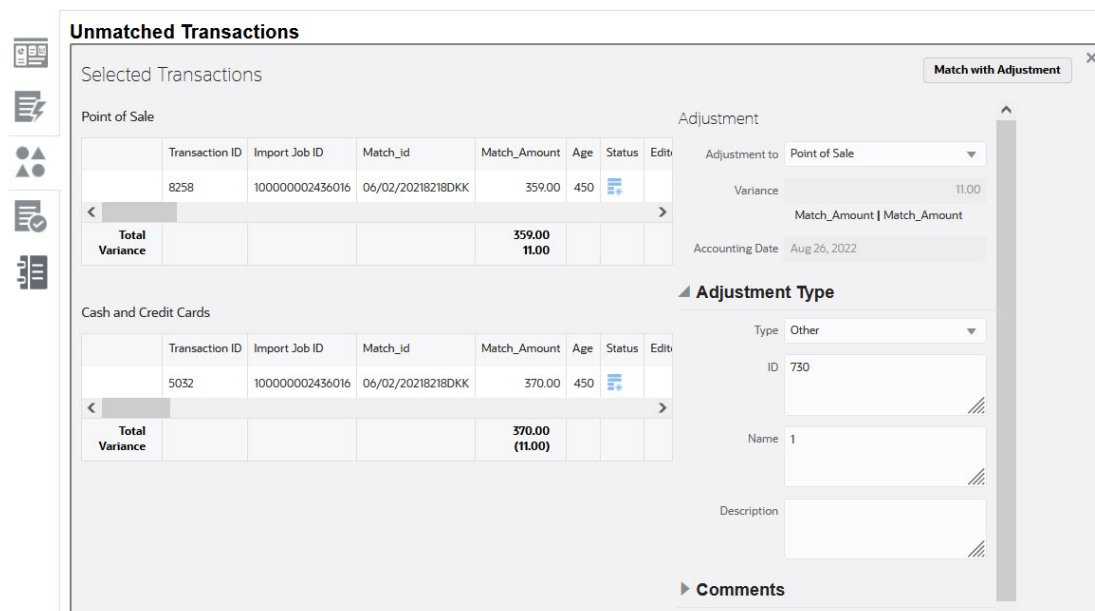 Unmatched Transactions
Selected Transactions
Match with Adjustment
Point of Sale
Transaction ID Import Job ID Match_id Match_Amount Age Status Edit
8258 100000002436016 06/02/20218218DKK 359.00 450
Total 359.00
Variance 11.00
Cash and Credit Cards
Transaction ID Import Job ID Match_id Match_Amount Age Status Edit
5032 100000002436016 06/02/20218218DKK 370.00 450
Total 370.00
Variance (11.00)
Adjustment
Adjustment to Point of Sale
Variance 11.00
Match_Amount | Match_Amount
Accounting Date Aug 26, 2022
Adjustment Type
Type Other
ID 730
Name 1
Description
Comments